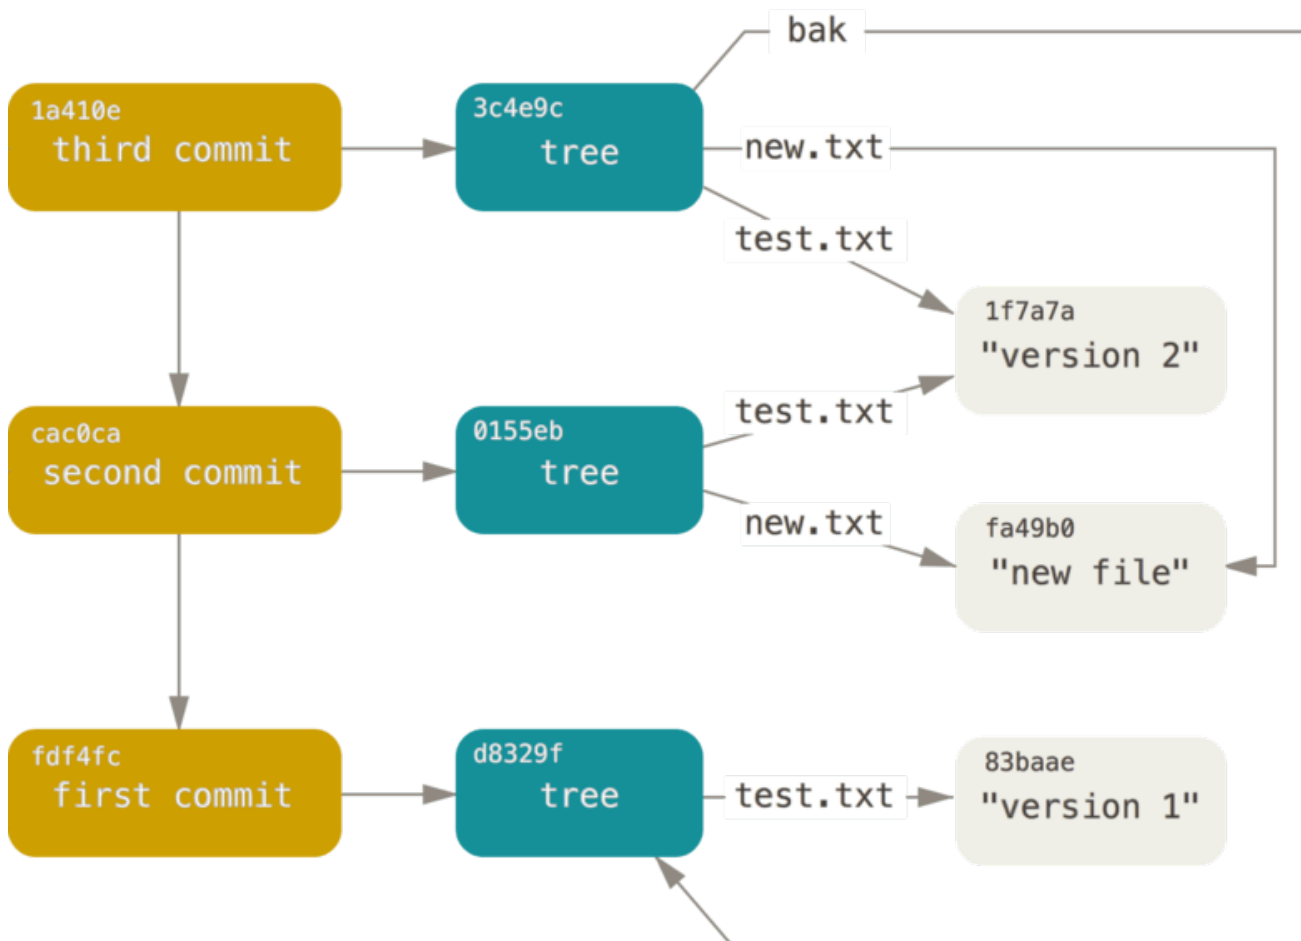 bak
1a410e
third commit
3c4e9c
tree
new.txt
test.txt
1f7a7a
"version 2"
cac0ca
second commit
0155eb
tree
test.txt
new.txt
fa49b0
"new file"
fdf4fc
first commit
d8329f
tree
test.txt
83baae
"version 1"